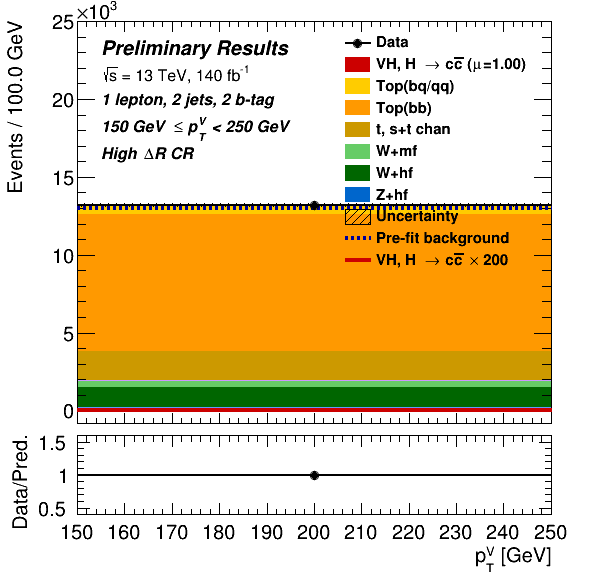 25×10³
20
15
10
5
0
Events / 100.0 GeV
Preliminary Results
√s = 13 TeV, 140 fb⁻¹
1 lepton, 2 jets, 2 b-tag
150 GeV ≤ p_T^V < 250 GeV
High ΔR CR
Data
VH, H → cc̅ (μ=1.00)
Top(bq/qq)
Top(bb)
t, s+t chan
W+mf
W+hf
Z+hf
Uncertainty
Pre-fit background
VH, H → cc̅ × 200
1.5
1
0.5
Data/Pred.
150 160 170 180 190 200 210 220 230 240 250
p_T^V [GeV]